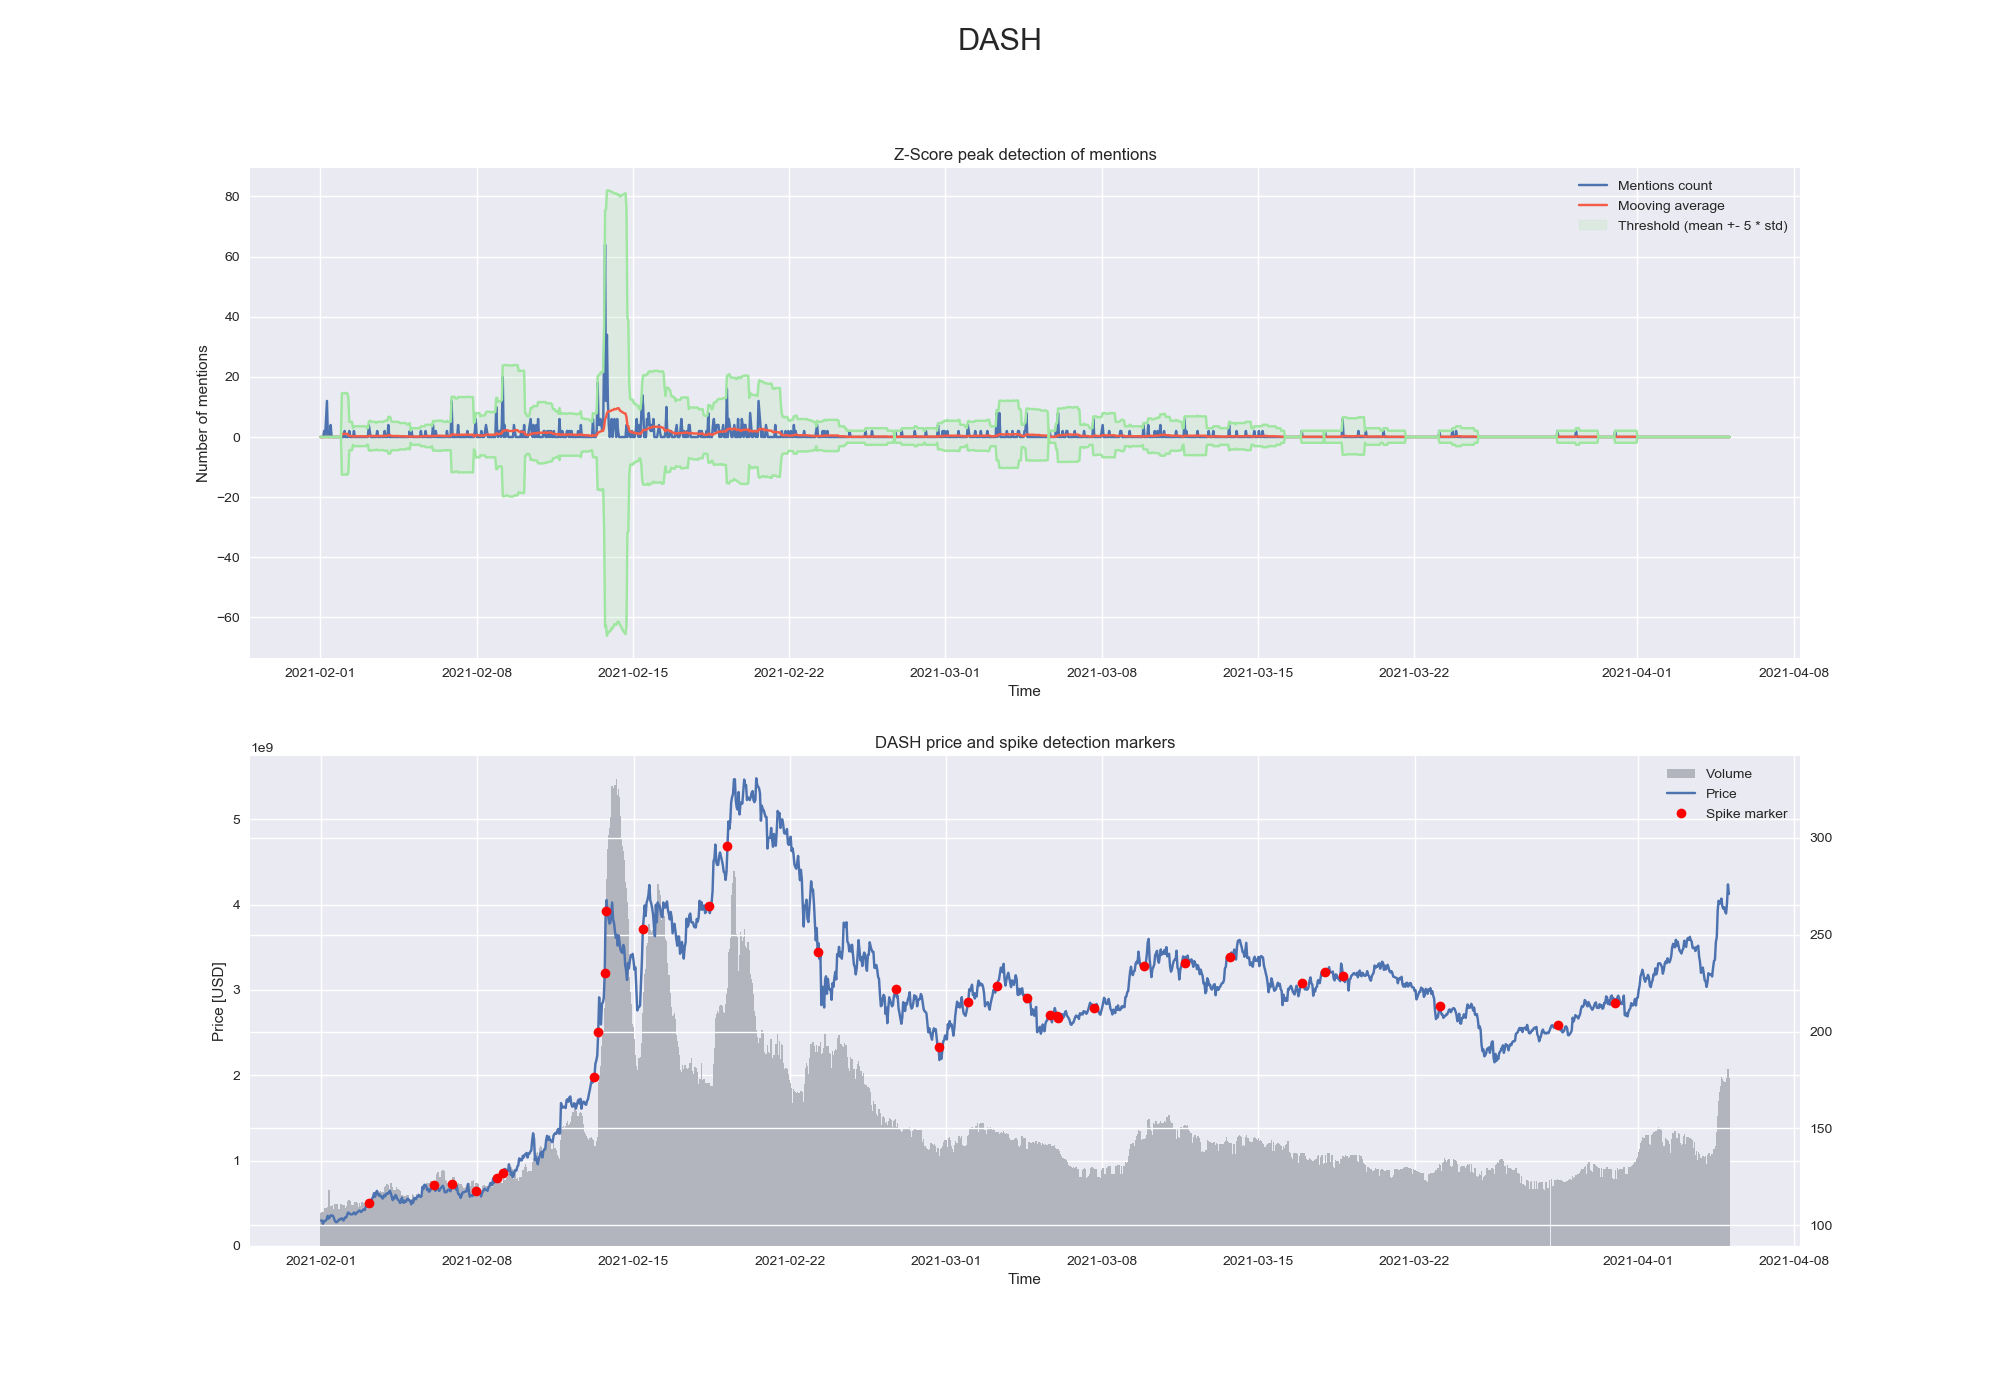 DASH
Z-Score peak detection of mentions
Mentions count
Mooving average
Threshold (mean +- 5 * std)
80
60
40
20
0
−20
−40
−60
Number of mentions
2021-02-01 2021-02-08 2021-02-15 2021-02-22 2021-03-01 2021-03-08 2021-03-15 2021-03-22 2021-04-01 2021-04-08
Time
DASH price and spike detection markers
1e9
Volume
Price
Spike marker
5
4
3
2
1
0
Price [USD]
300
250
200
150
100
2021-02-01 2021-02-08 2021-02-15 2021-02-22 2021-03-01 2021-03-08 2021-03-15 2021-03-22 2021-04-01 2021-04-08
Time